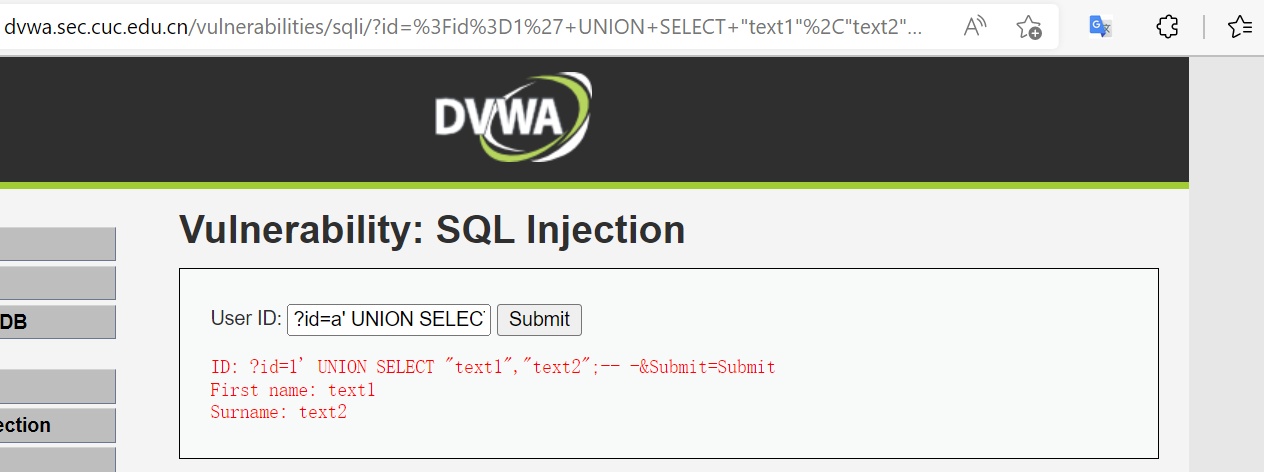 dvwa.sec.cuc.edu.cn/vulnerabilities/sqli/?id=%3Fid%3D1%27+UNION+SELECT+"text1"%2C"text2"...
DVWA
Vulnerability: SQL Injection
DB
ection
User ID: ?id=a' UNION SELECT Submit
ID: ?id=1' UNION SELECT "text1","text2";-- -&Submit=Submit
First name: text1
Surname: text2